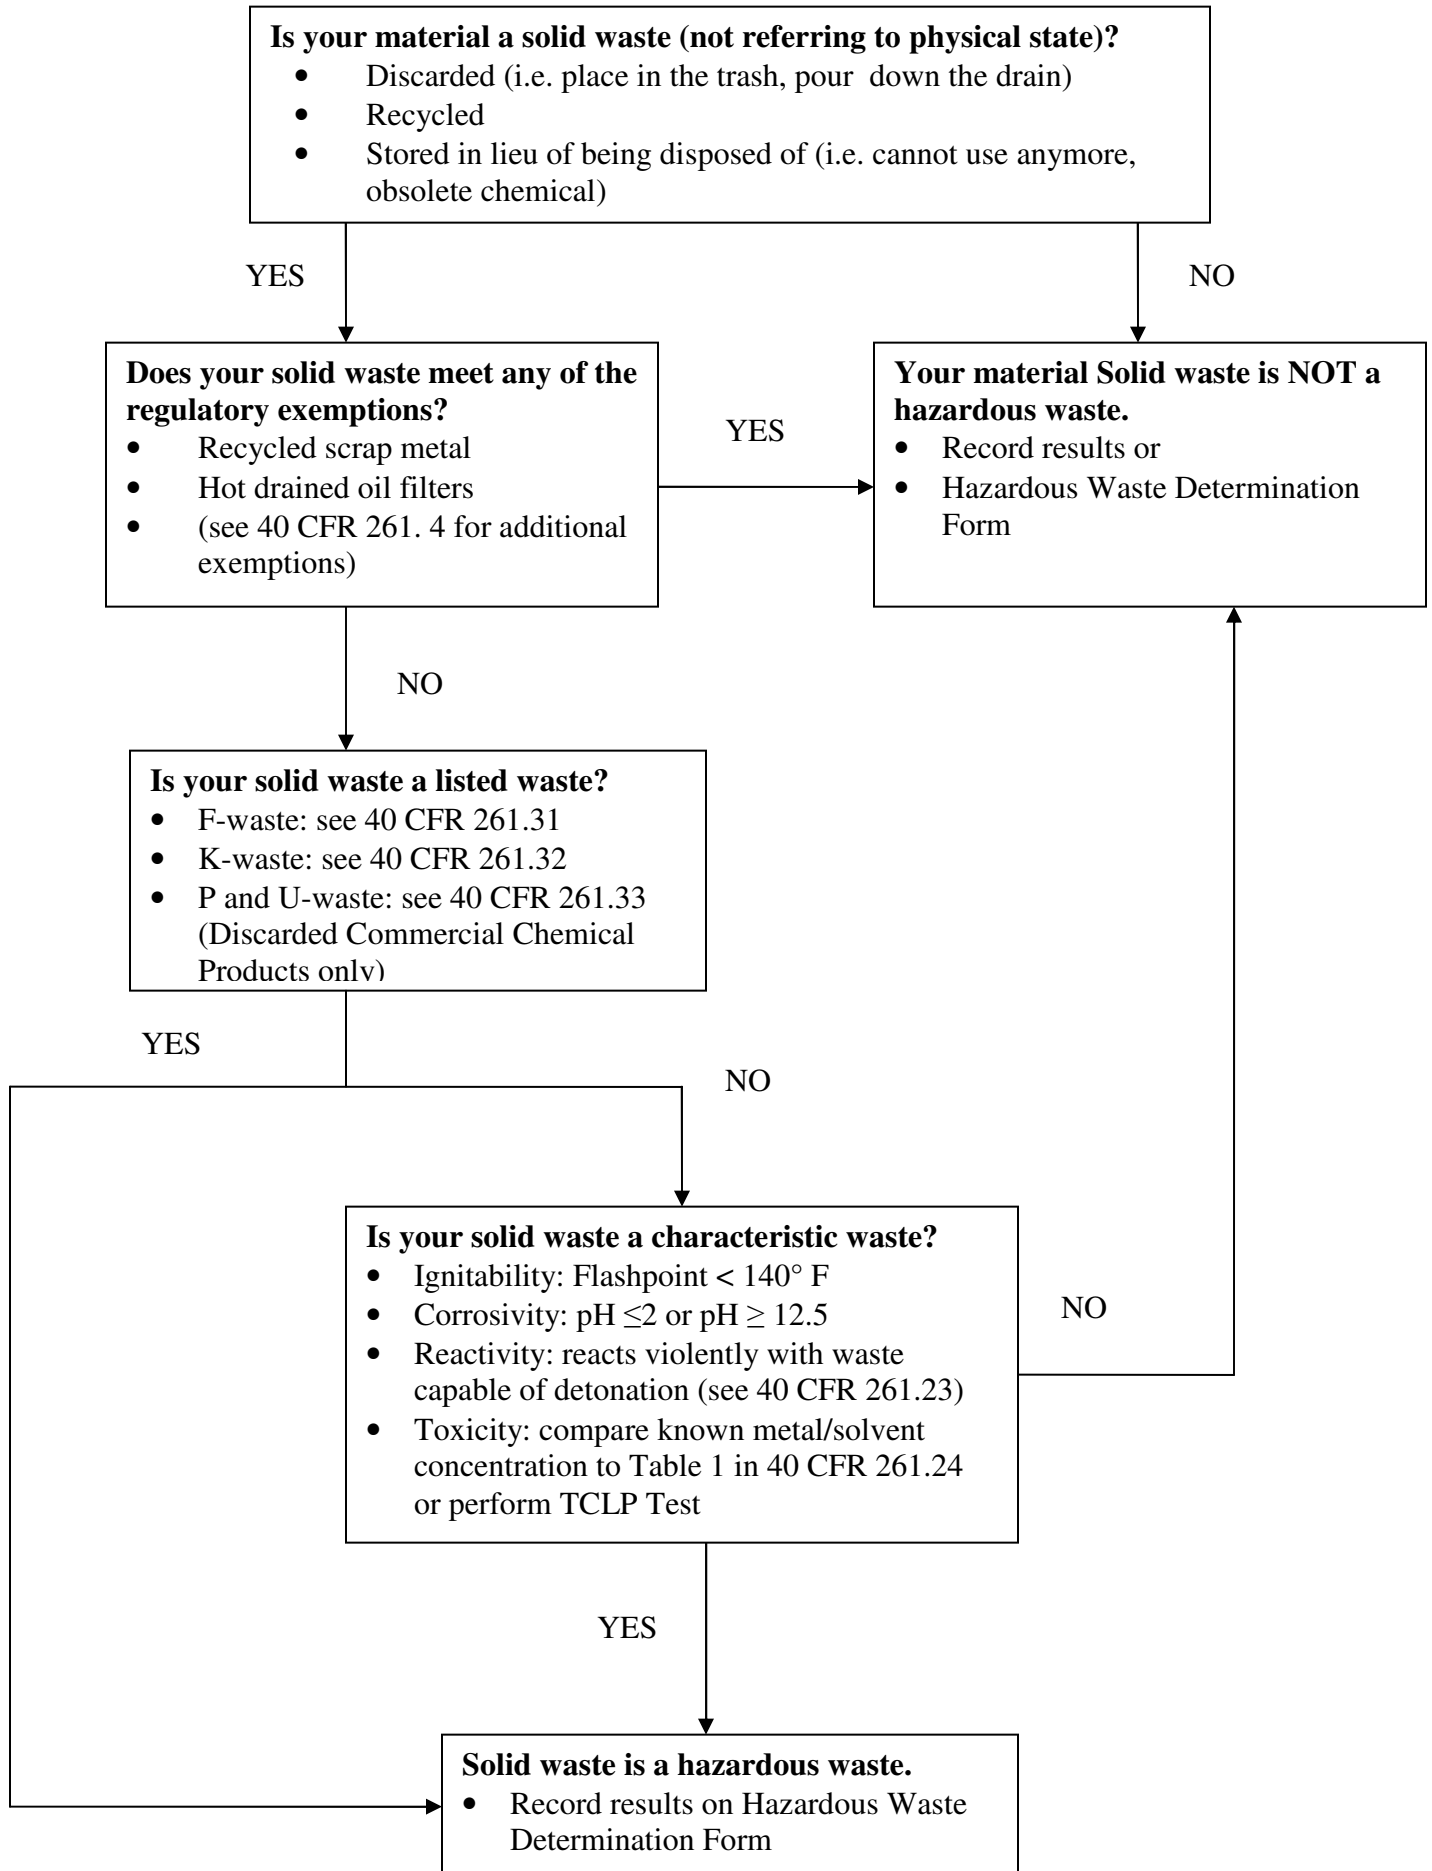 Is your material a solid waste (not referring to physical state)?
• Discarded (i.e. place in the trash, pour down the drain)
• Recycled
• Stored in lieu of being disposed of (i.e. cannot use anymore,
obsolete chemical)
YES
NO
Does your solid waste meet any of the
regulatory exemptions?
• Recycled scrap metal
• Hot drained oil filters
• (see 40 CFR 261. 4 for additional
exemptions)
YES
Your material Solid waste is NOT a
hazardous waste.
• Record results or
• Hazardous Waste Determination
Form
NO
Is your solid waste a listed waste?
• F-waste: see 40 CFR 261.31
• K-waste: see 40 CFR 261.32
• P and U-waste: see 40 CFR 261.33
(Discarded Commercial Chemical
Products only)
YES
NO
Is your solid waste a characteristic waste?
• Ignitability: Flashpoint < 140° F
• Corrosivity: pH ≤2 or pH ≥ 12.5
• Reactivity: reacts violently with waste
capable of detonation (see 40 CFR 261.23)
• Toxicity: compare known metal/solvent
concentration to Table 1 in 40 CFR 261.24
or perform TCLP Test
NO
YES
Solid waste is a hazardous waste.
• Record results on Hazardous Waste
Determination Form